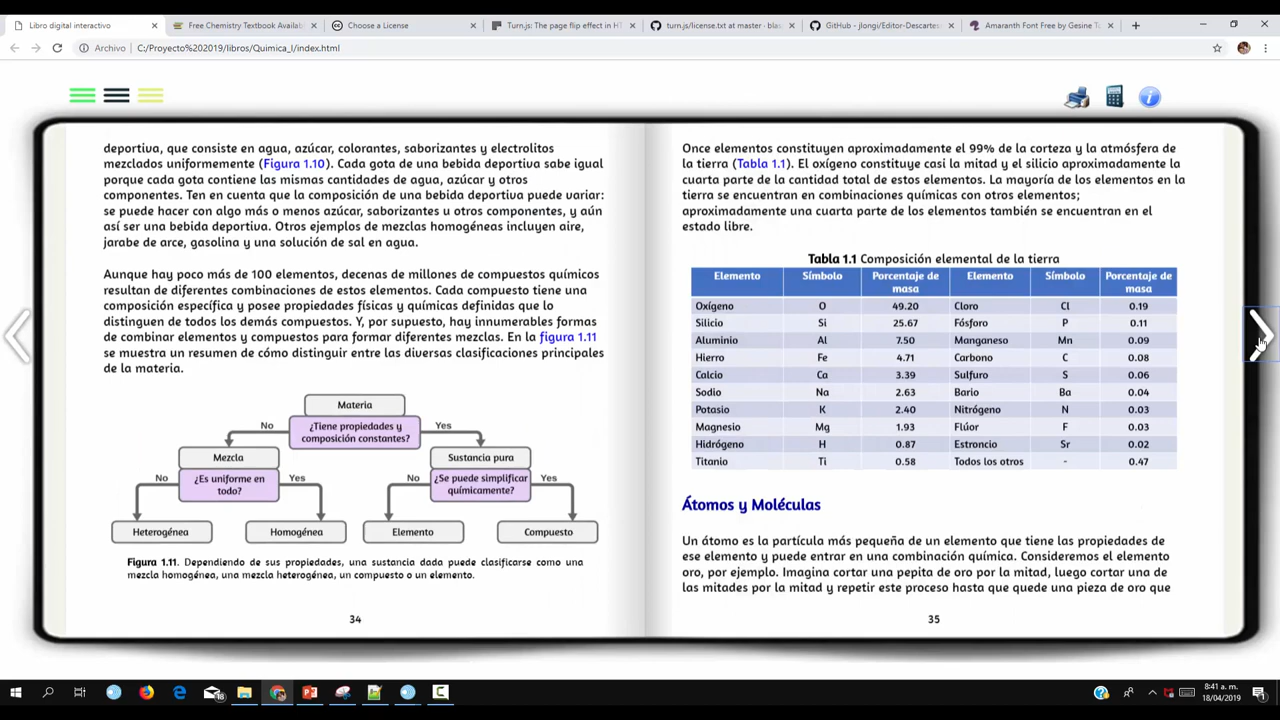 Libro digital interactivo
Free Chemistry Textbook Availab
Choose a License
Turn.js: The page flip effect in HT
turn.js/license.txt at master · blas
GitHub - jlongi/Editor-Descartes
Amaranth Font Free by Gesine To
Archivo | C:/Proyecto%202019/libros/Quimica_I/index.html
deportiva, que consiste en agua, azúcar, colorantes, saborizantes y electrolitos
mezclados uniformemente (Figura 1.10). Cada gota de una bebida deportiva sabe igual
porque cada gota contiene las mismas cantidades de agua, azúcar y otros
componentes. Ten en cuenta que la composición de una bebida deportiva puede variar:
se puede hacer con algo más o menos azúcar, saborizantes u otros componentes, y aún
así ser una bebida deportiva. Otros ejemplos de mezclas homogéneas incluyen aire,
jarabe de arce, gasolina y una solución de sal en agua.
Aunque hay poco más de 100 elementos, decenas de millones de compuestos químicos
resultan de diferentes combinaciones de estos elementos. Cada compuesto tiene una
composición específica y posee propiedades físicas y químicas definidas que lo
distinguen de todos los demás compuestos. Y, por supuesto, hay innumerables formas
de combinar elementos y compuestos para formar diferentes mezclas. En la figura 1.11
se muestra un resumen de cómo distinguir entre las diversas clasificaciones principales
de la materia.
Materia
No
¿Tiene propiedades y
composición constantes?
Yes
Mezcla
Sustancia pura
No
¿Es uniforme en
todo?
Yes
No
¿Se puede simplificar
químicamente?
Yes
Heterogénea
Homogénea
Elemento
Compuesto
Figura 1.11. Dependiendo de sus propiedades, una sustancia dada puede clasificarse como una
mezcla homogénea, una mezcla heterogénea, un compuesto o un elemento.
34
Once elementos constituyen aproximadamente el 99% de la corteza y la atmósfera de
la tierra (Tabla 1.1). El oxígeno constituye casi la mitad y el silicio aproximadamente la
cuarta parte de la cantidad total de estos elementos. La mayoría de los elementos en la
tierra se encuentran en combinaciones químicas con otros elementos;
aproximadamente una cuarta parte de los elementos también se encuentran en el
estado libre.
Tabla 1.1 Composición elemental de la tierra
Elemento Símbolo Porcentaje de masa Elemento Símbolo Porcentaje de masa
Oxígeno O 49.20 Cloro Cl 0.19
Silicio Si 25.67 Fósforo P 0.11
Aluminio Al 7.50 Manganeso Mn 0.09
Hierro Fe 4.71 Carbono C 0.08
Calcio Ca 3.39 Sulfuro S 0.06
Sodio Na 2.63 Bario Ba 0.04
Potasio K 2.40 Nitrógeno N 0.03
Magnesio Mg 1.93 Flúor F 0.03
Hidrógeno H 0.87 Estroncio Sr 0.02
Titanio Ti 0.58 Todos los otros - 0.47
Átomos y Moléculas
Un átomo es la partícula más pequeña de un elemento que tiene las propiedades de
ese elemento y puede entrar en una combinación química. Consideremos el elemento
oro, por ejemplo. Imagina cortar una pepita de oro por la mitad, luego cortar una de
las mitades por la mitad y repetir este proceso hasta que quede una pieza de oro que
35
8:41 a. m.
18/04/2019